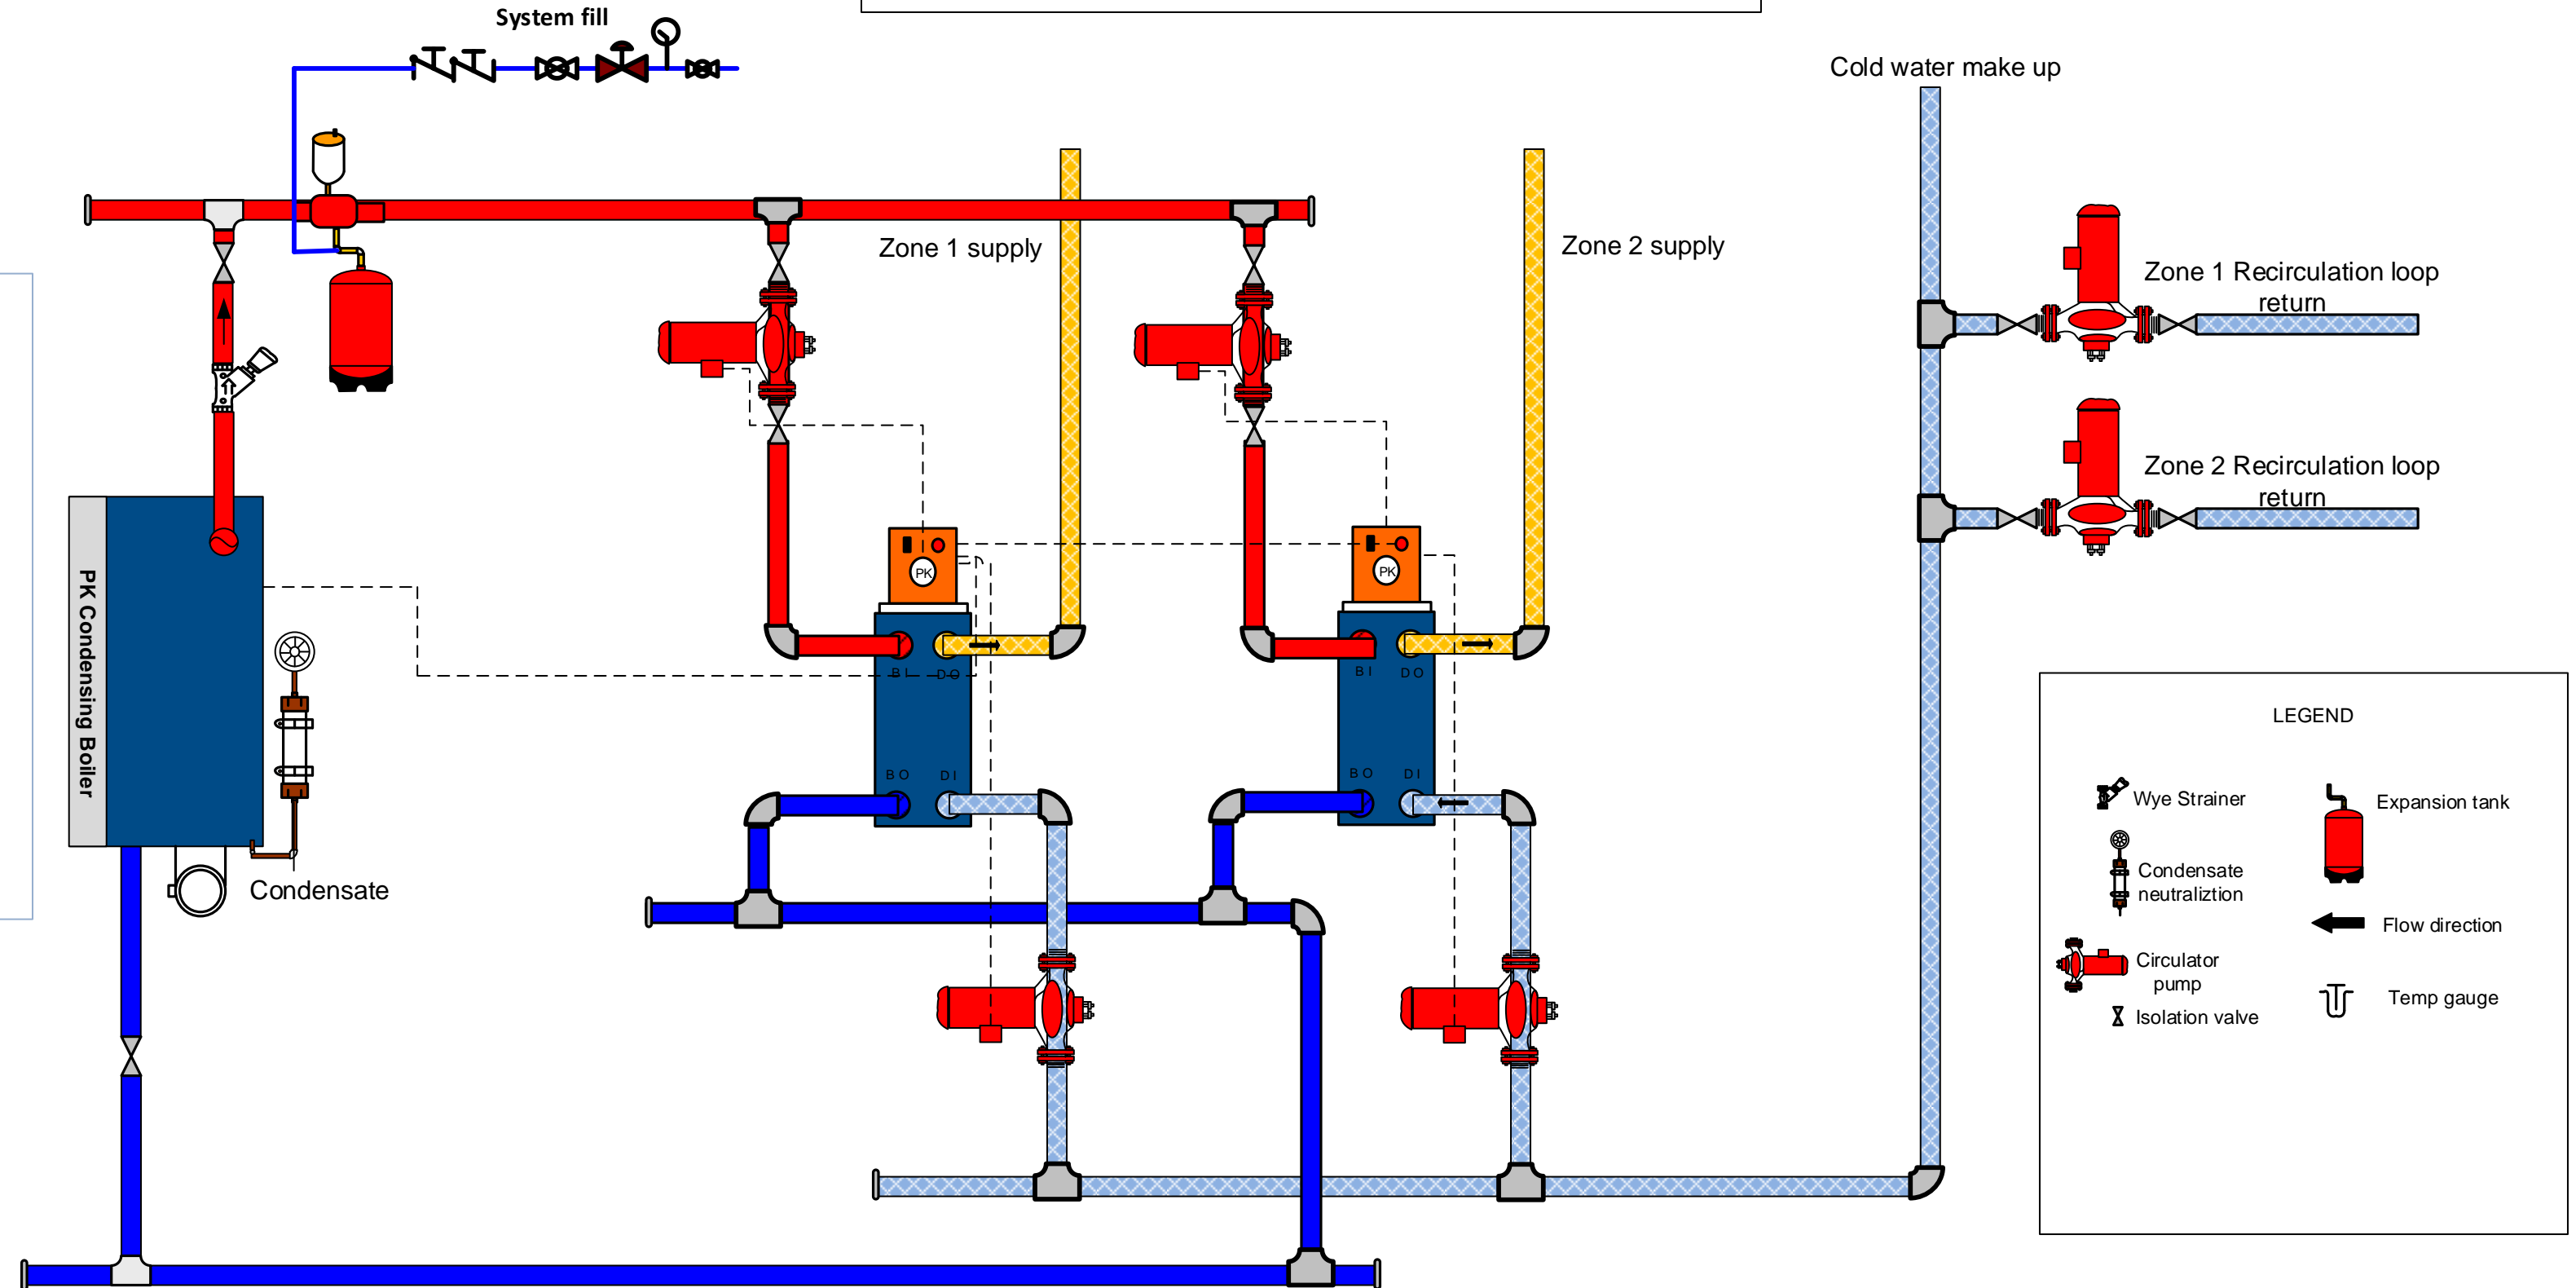 System fill
Cold water make up
Zone 1 supply
Zone 2 supply
Zone 1 Recirculation loop
return
Zone 2 Recirculation loop
return
PK Condensing Boiler
PK
PK
B I
D O
B I
D O
B O
D I
B O
D I
Condensate
LEGEND
Wye Strainer
Expansion tank
Condensate
neutraliztion
Flow direction
Circulator
pump
Temp gauge
Isolation valve